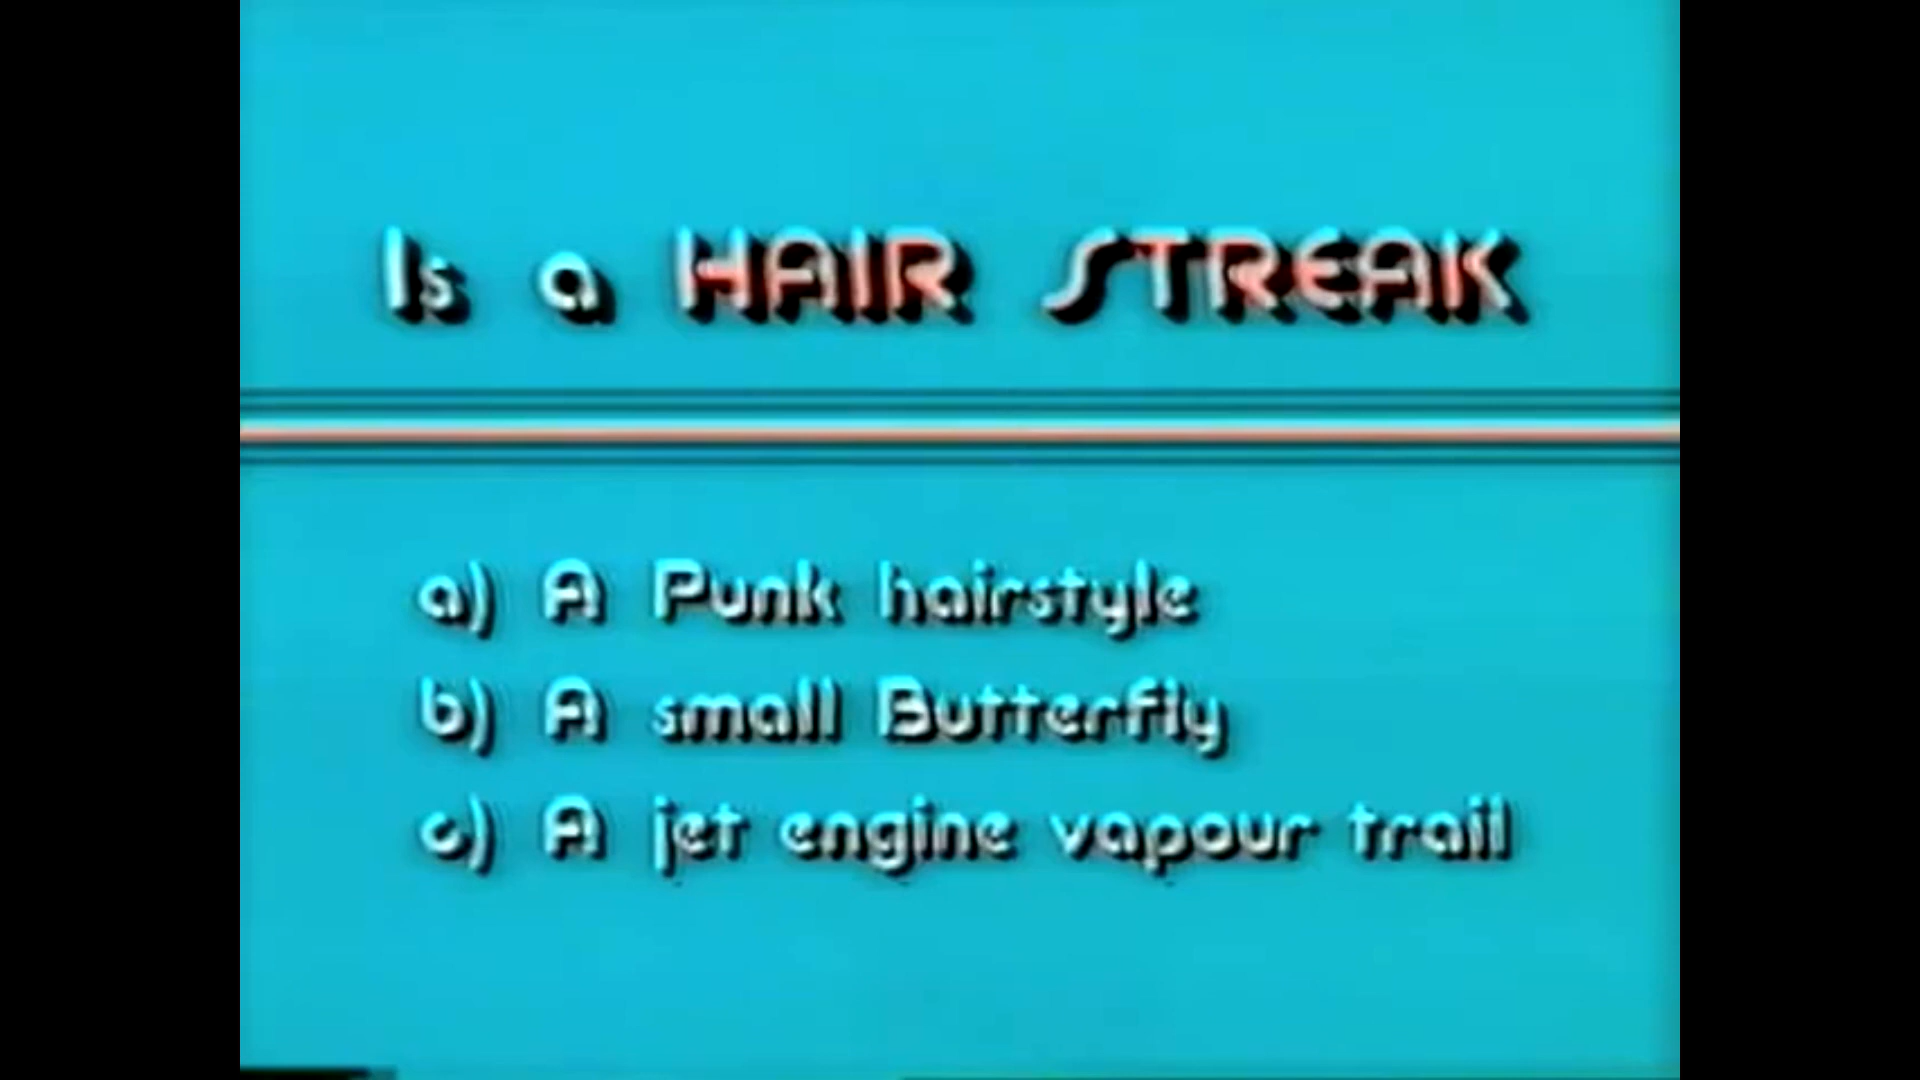 Is a HAIR STREAK
a) A Punk hairstyle
b) A small Butterfly
c) A jet engine vapour trail